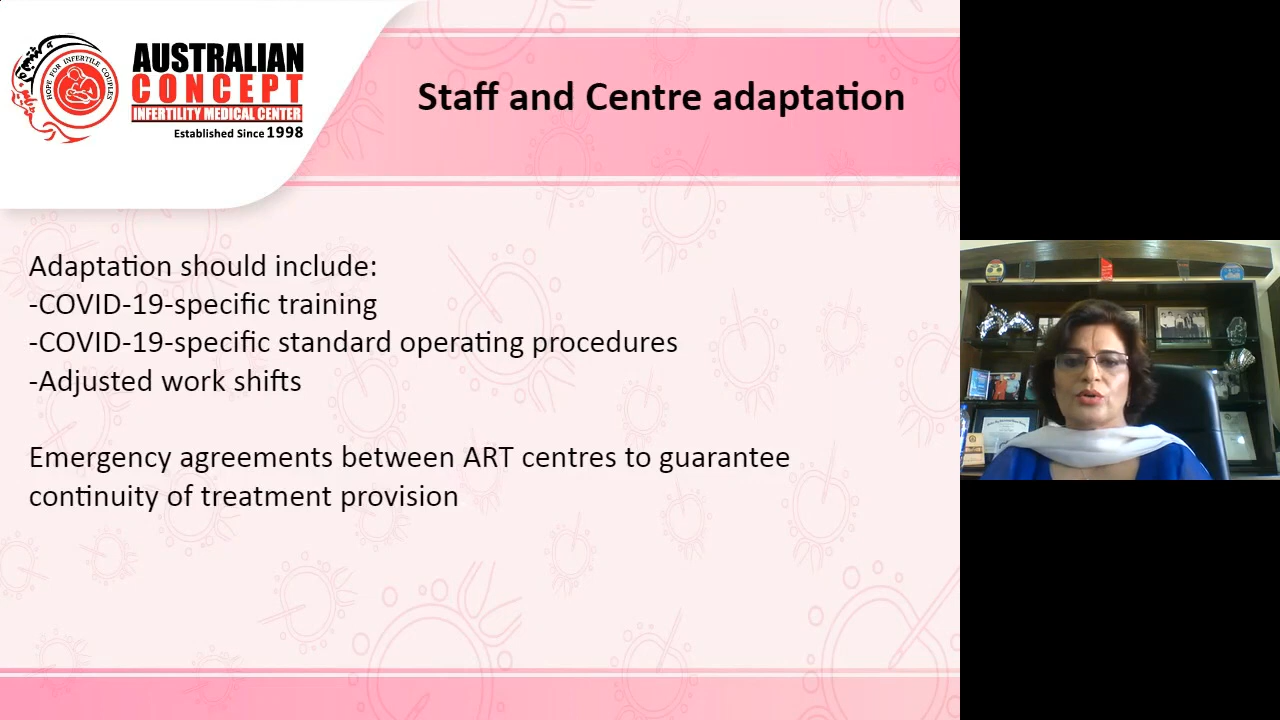 HOPE FOR INFERTILE COUPLES
AUSTRALIAN
CONCEPT
INFERTILITY MEDICAL CENTER
Established Since 1998
Staff and Centre adaptation
Adaptation should include:
-COVID-19-specific training
-COVID-19-specific standard operating procedures
-Adjusted work shifts
Emergency agreements between ART centres to guarantee
continuity of treatment provision